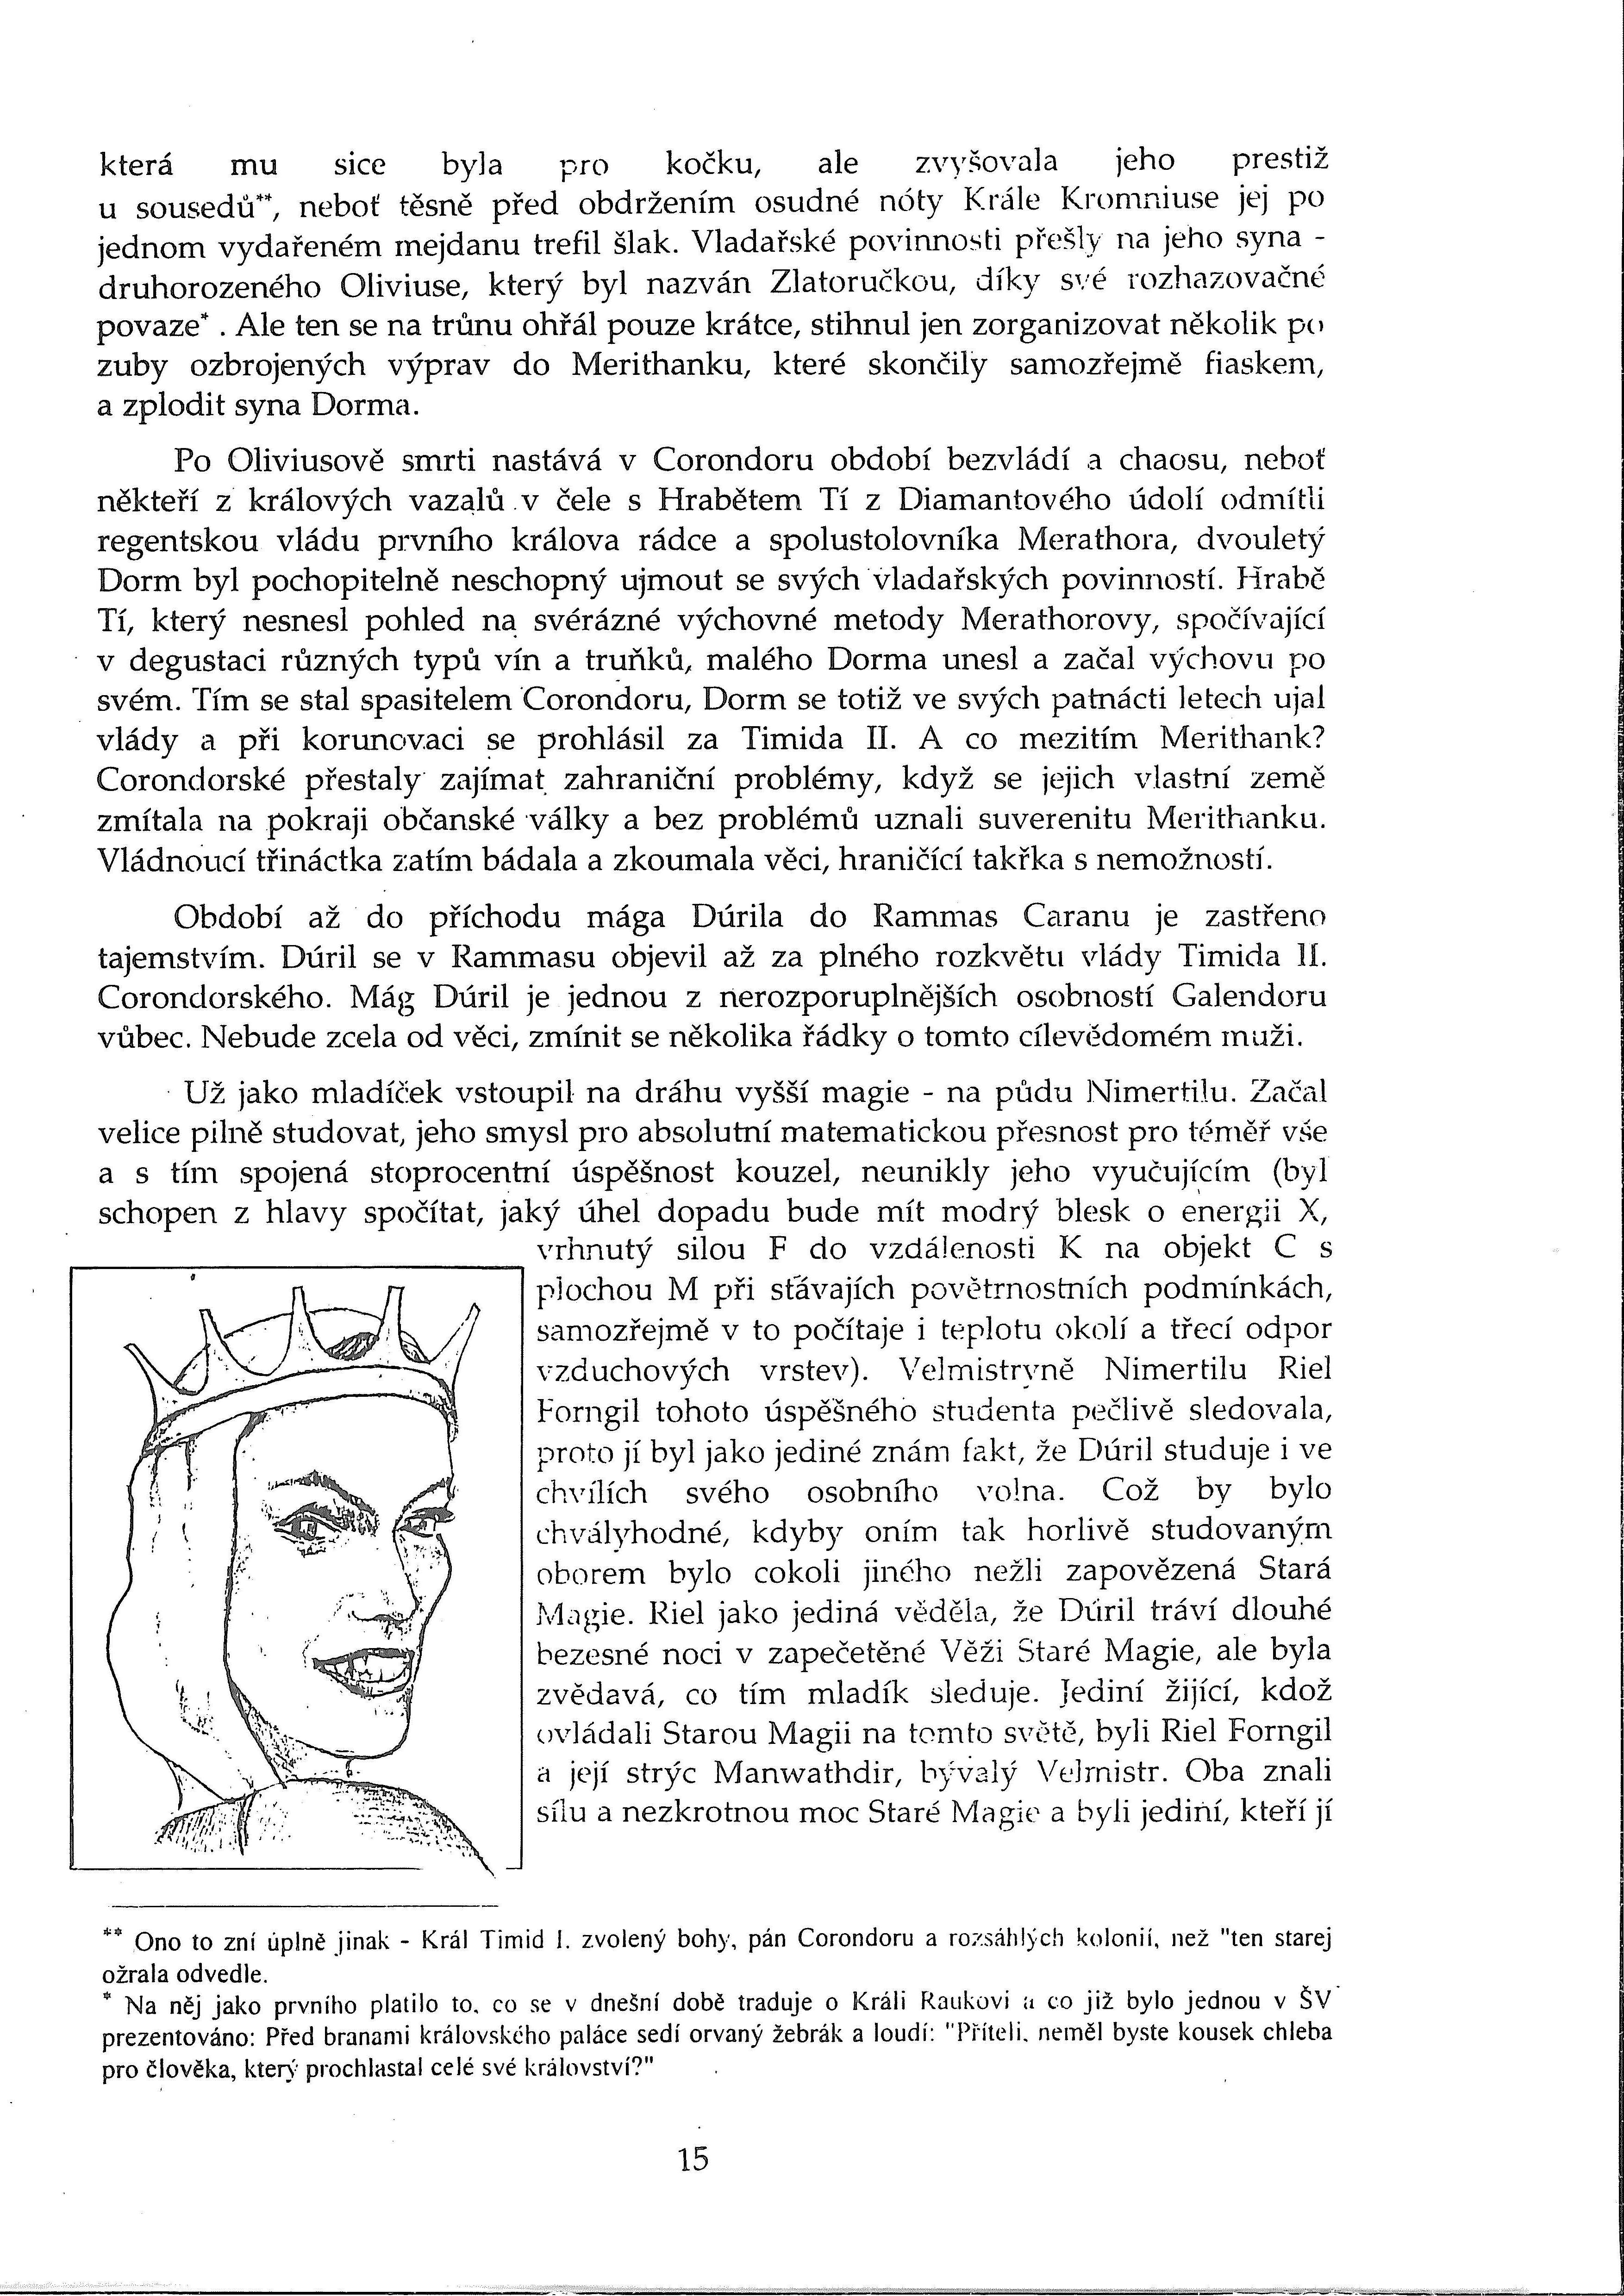 která mu sice byla pro kočku, ale zvyšovala jeho prestiž
u sousedů**, neboť těsně před obdržením osudné nóty Krále Kromniuse jej po
jednom vydařeném mejdanu trefil šlak. Vladařské povinnosti přešly na jeho syna -
druhorozeného Oliviuse, který byl nazván Zlatoručkou, díky své rozhazovačné
povaze* . Ale ten se na trůnu ohřál pouze krátce, stihnul jen zorganizovat několik po
zuby ozbrojených výprav do Merithanku, které skončily samozřejmě fiaskem,
a zplodit syna Dorma.
Po Oliviusově smrti nastává v Corondoru období bezvládí a chaosu, neboť
někteří z králových vazalů v čele s Hrabětem Tí z Diamantového údolí odmítli
regentskou vládu prvního králova rádce a spolustolovníka Merathora, dvouletý
Dorm byl pochopitelně neschopný ujmout se svých vladařských povinností. Hrabě
Tí, který nesnesl pohled na svérázné výchovné metody Merathorovy, spočívající
v degustaci různých typů vín a truňků, malého Dorma unesl a začal výchovu po
svém. Tím se stal spasitelem Corondoru, Dorm se totiž ve svých patnácti letech ujal
vlády a při korunovaci se prohlásil za Timida II. A co mezitím Merithank?
Corondorské přestaly zajímat zahraniční problémy, když se jejich vlastní země
zmítala na pokraji občanské války a bez problémů uznali suverenitu Merithanku.
Vládnoucí třináctka zatím bádala a zkoumala věci, hraničící takřka s nemožností.
Období až do příchodu mága Dúrila do Rammas Caranu je zastřeno
tajemstvím. Dúril se v Rammasu objevil až za plného rozkvětu vlády Timida II.
Corondorského. Mág Dúril je jednou z nerozporuplnějších osobností Galendoru
vůbec. Nebude zcela od věci, zmínit se několika řádky o tomto cílevědomém muži.
Už jako mladíček vstoupil na dráhu vyšší magie - na půdu Nimertilu. Začal
velice pilně studovat, jeho smysl pro absolutní matematickou přesnost pro téměř vše
a s tím spojená stoprocentní úspěšnost kouzel, neunikly jeho vyučujícím (byl
schopen z hlavy spočítat, jaký úhel dopadu bude mít modrý blesk o energii X,
vrhnutý silou F do vzdálenosti K na objekt C s
plochou M při stávajích povětrnostních podmínkách,
samozřejmě v to počítaje i teplotu okolí a třecí odpor
vzduchových vrstev). Velmistryně Nimertilu Riel
Forngil tohoto úspěšného studenta pečlivě sledovala,
proto jí byl jako jediné znám fakt, že Dúril studuje i ve
chvílích svého osobního volna. Což by bylo
chvályhodné, kdyby oním tak horlivě studovaným
oborem bylo cokoli jiného nežli zapovězená Stará
Magie. Riel jako jediná věděla, že Dúril tráví dlouhé
bezesné noci v zapečetěné Věži Staré Magie, ale byla
zvědavá, co tím mladík sleduje. Jediní žijící, kdož
ovládali Starou Magii na tomto světě, byli Riel Forngil
a její strýc Manwathdir, bývalý Velmistr. Oba znali
sílu a nezkrotnou moc Staré Magie a byli jediní, kteří jí
** Ono to zní úplně jinak - Král Timid I. zvolený bohy, pán Corondoru a rozsáhlých kolonií, než "ten starej
ožrala odvedle.
* Na něj jako prvního platilo to, co se v dnešní době traduje o Králi Raukovi a co již bylo jednou v ŠV
prezentováno: Před branami královského paláce sedí orvaný žebrák a loudí: "Příteli, neměl byste kousek chleba
pro člověka, který prochlastal celé své království?"
15